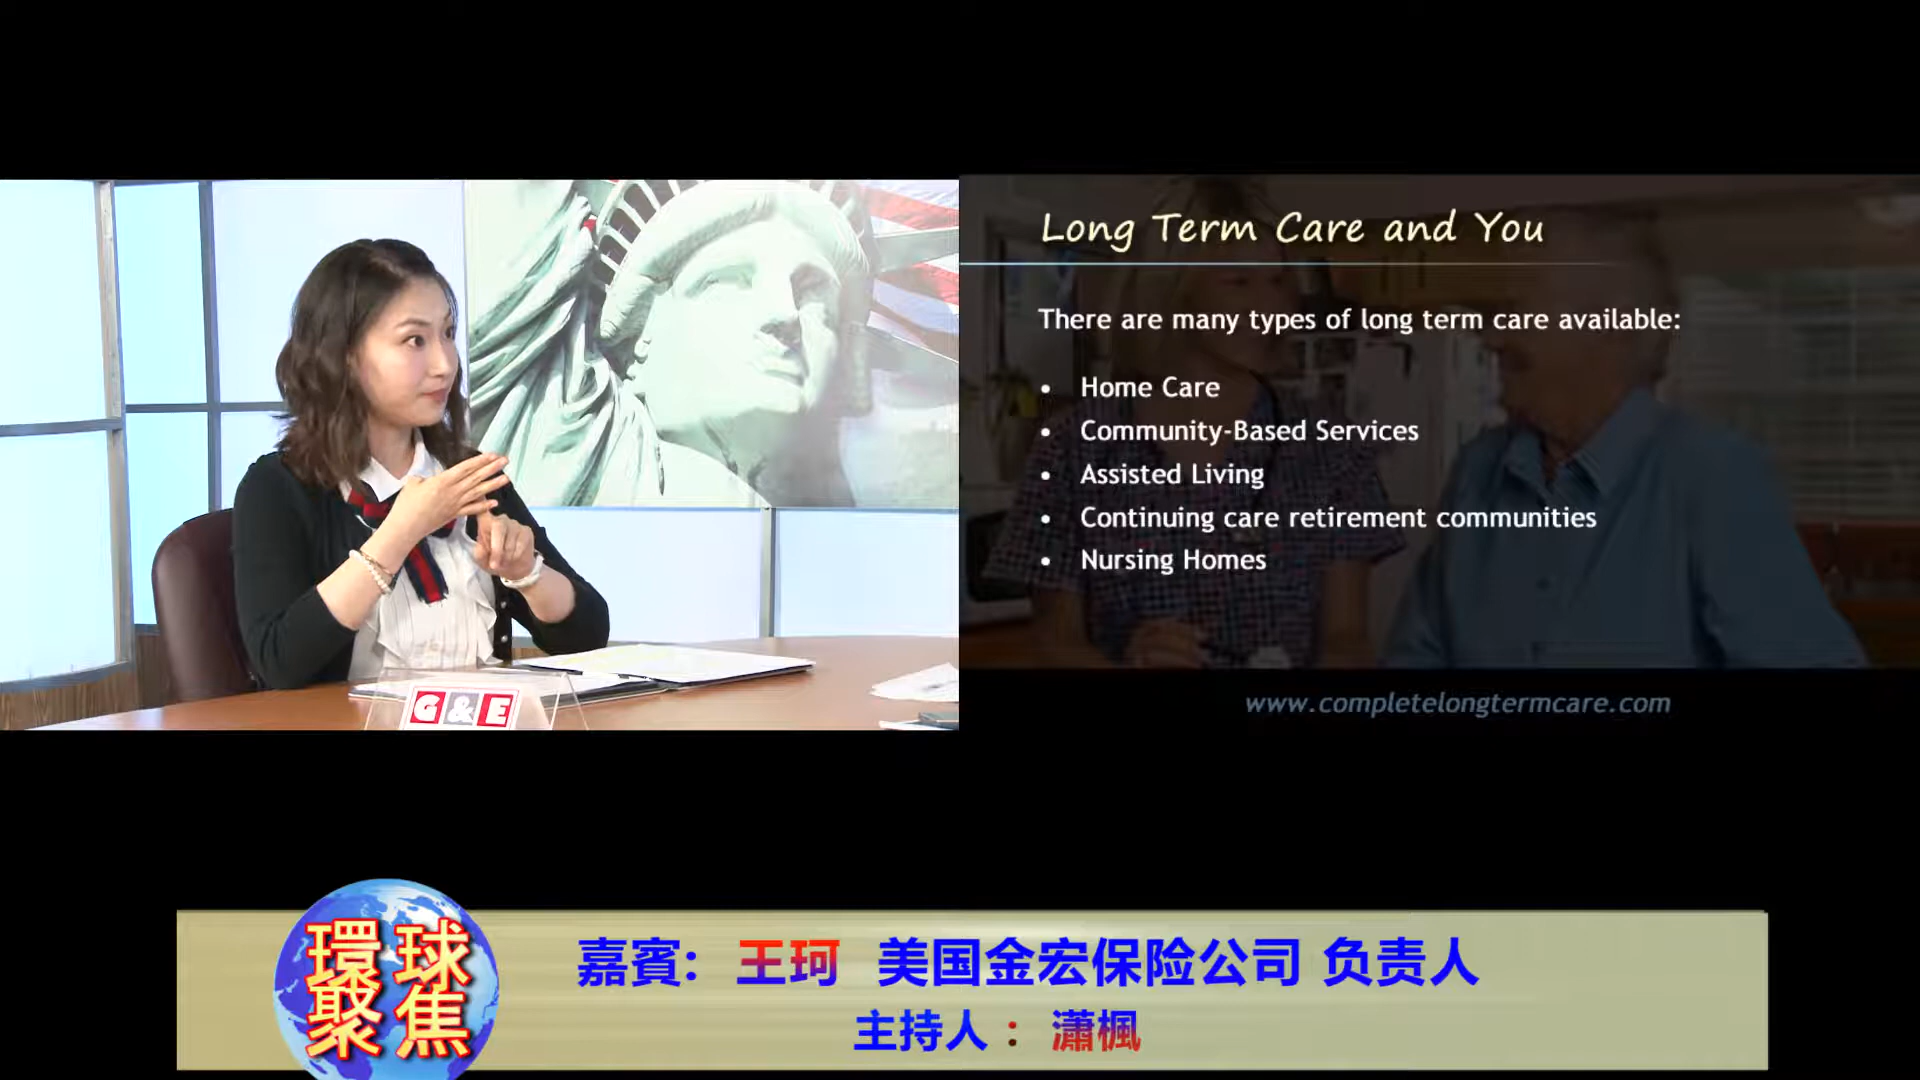 Long Term Care and You
There are many types of long term care available:
• Home Care
• Community-Based Services
• Assisted Living
• Continuing care retirement communities
• Nursing Homes
www.completelongtermcare.com
G&E
環球
聚焦
嘉賓: 王珂 美国金宏保险公司 负责人
主持人： 瀟楓